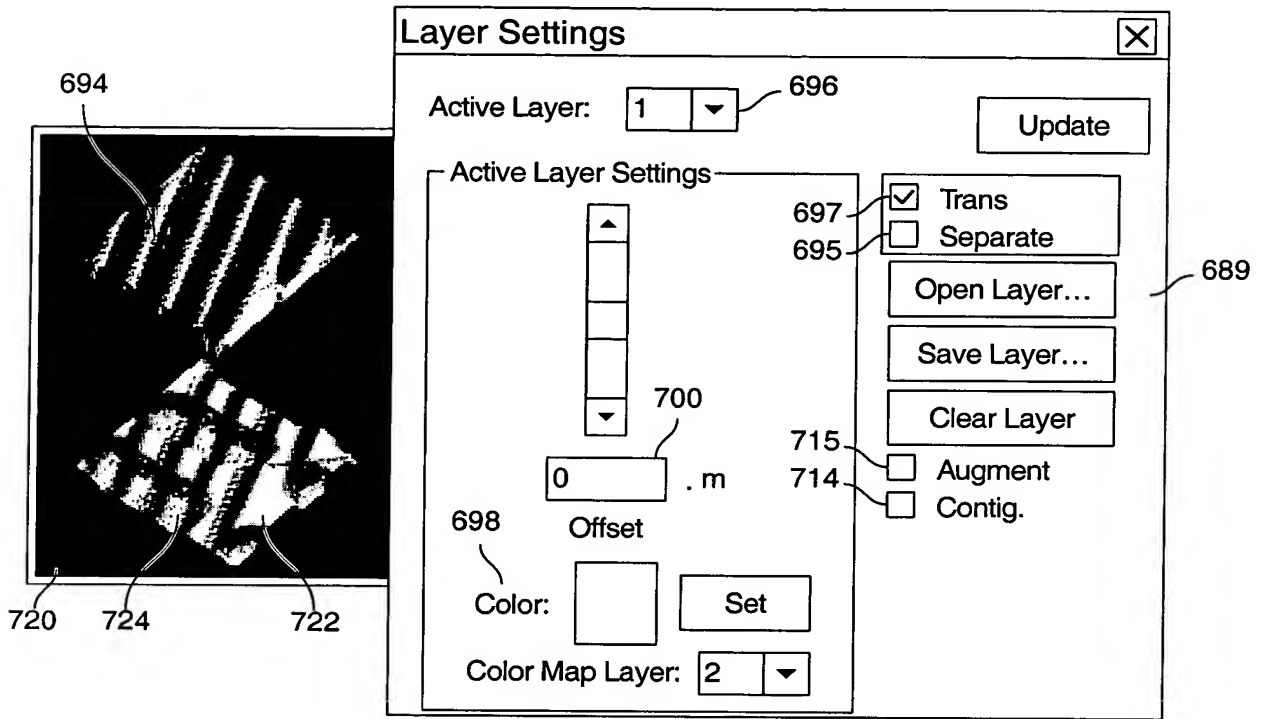 Layer Settings
694
Active Layer: 1
696
Update
Active Layer Settings
697
Trans
695
Separate
689
Open Layer...
Save Layer...
700
Clear Layer
715
Augment
0 . m
714
Contig.
698
Offset
Color:
Set
720
724
722
Color Map Layer: 2